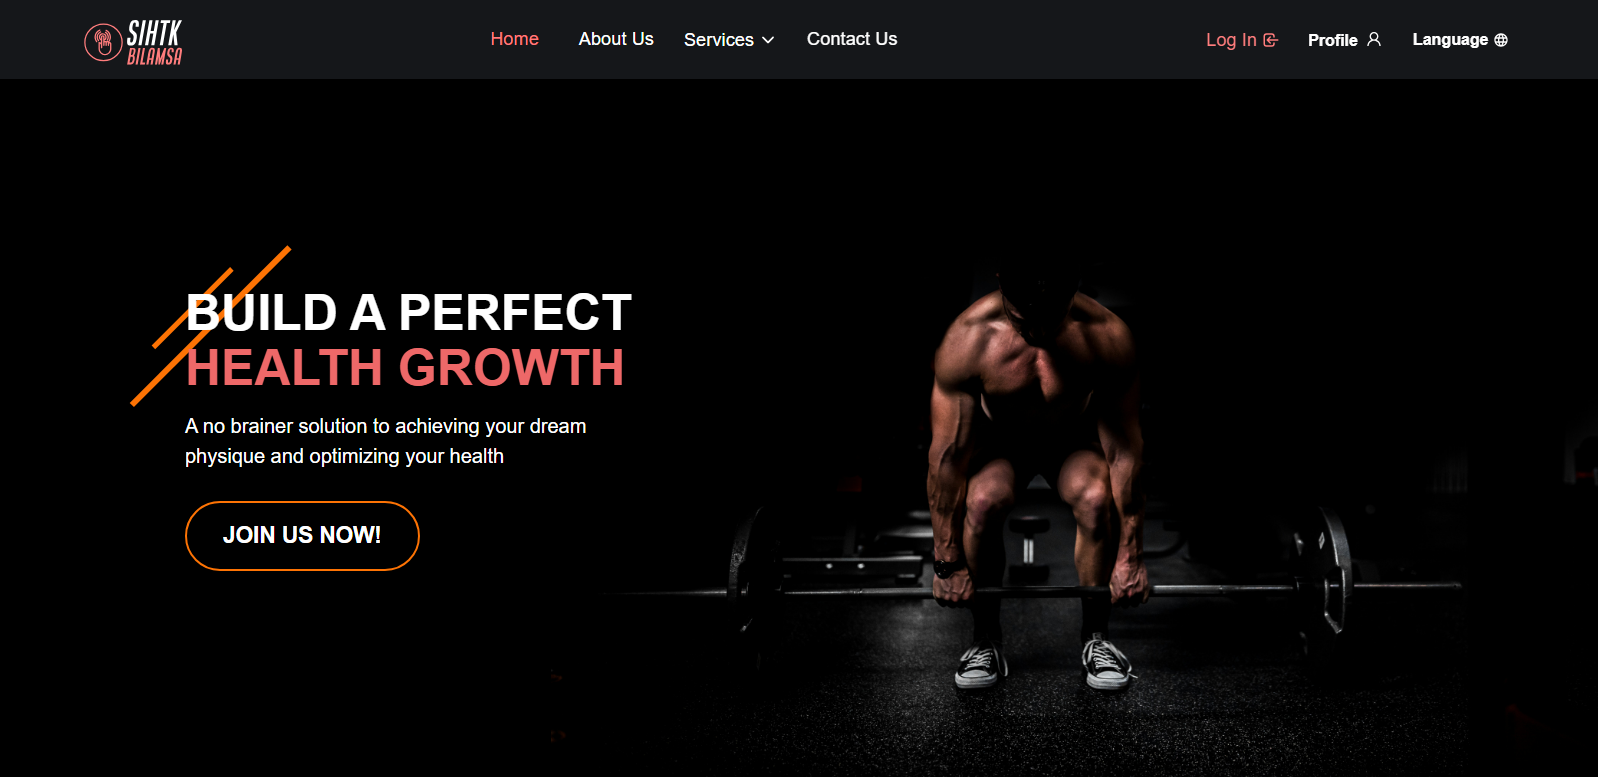 SIHTK
BILAMSA
Home
About Us
Services
Contact Us
Log In
Profile
Language
BUILD A PERFECT
HEALTH GROWTH
A no brainer solution to achieving your dream
physique and optimizing your health
JOIN US NOW!